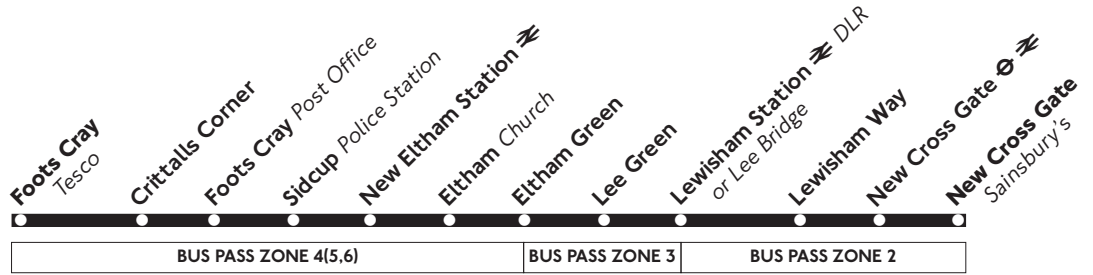 Foots Cray
Tesco
Crittalls Corner
Foots Cray Post Office
Sidcup Police Station
New Eltham Station
Eltham Church
Eltham Green
Lee Green
Lewisham Station DLR
or Lee Bridge
Lewisham Way
New Cross Gate
New Cross Gate
Sainsbury's
BUS PASS ZONE 4(5,6)
BUS PASS ZONE 3
BUS PASS ZONE 2